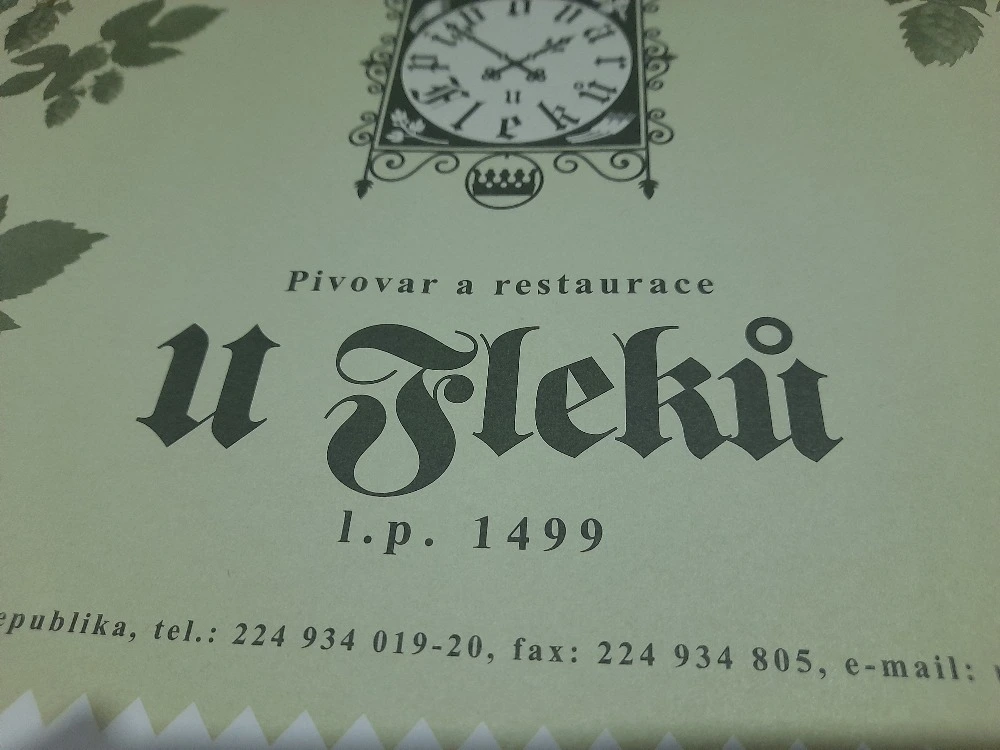 Pivovar a restaurace
U Fleků
l.p. 1499
epublika, tel.: 224 934 019-20, fax: 224 934 805, e-mail: